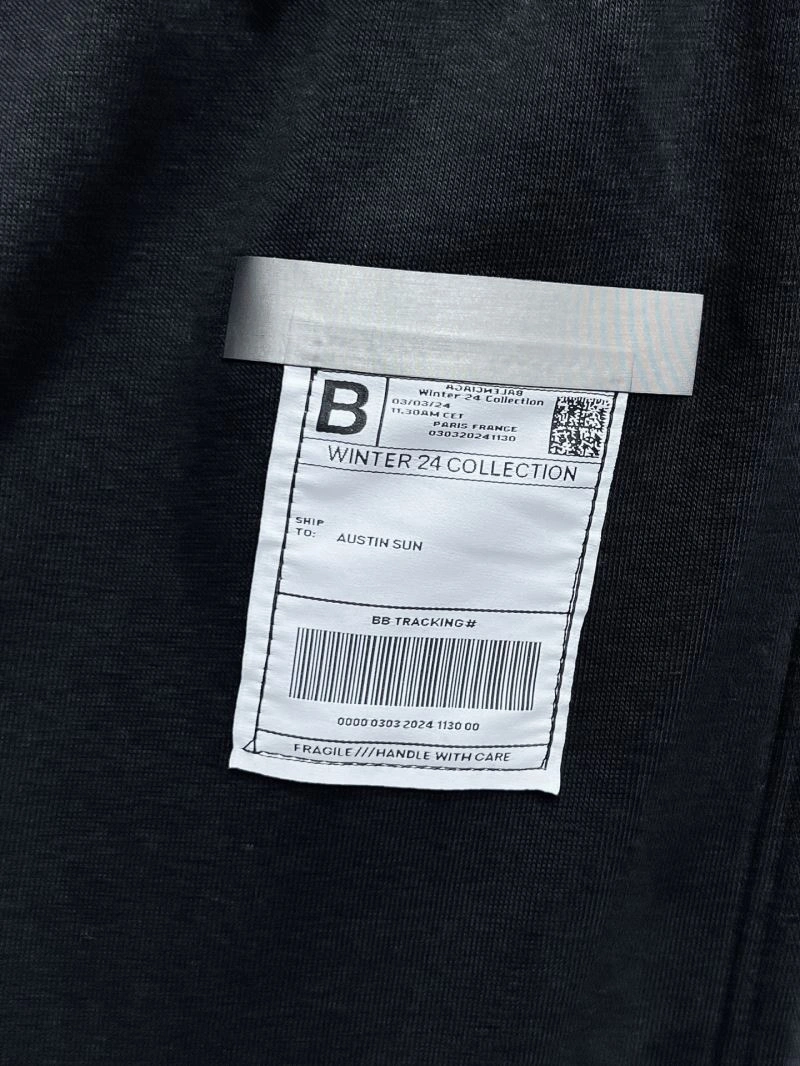 B
BALENCIAGA
Winter 24 Collection
03/03/24
11.30AM CET
PARIS FRANCE
030320241130
WINTER 24 COLLECTION
SHIP TO: AUSTIN SUN
BB TRACKING#
0000 0303 2024 1130 00
FRAGILE///HANDLE WITH CARE